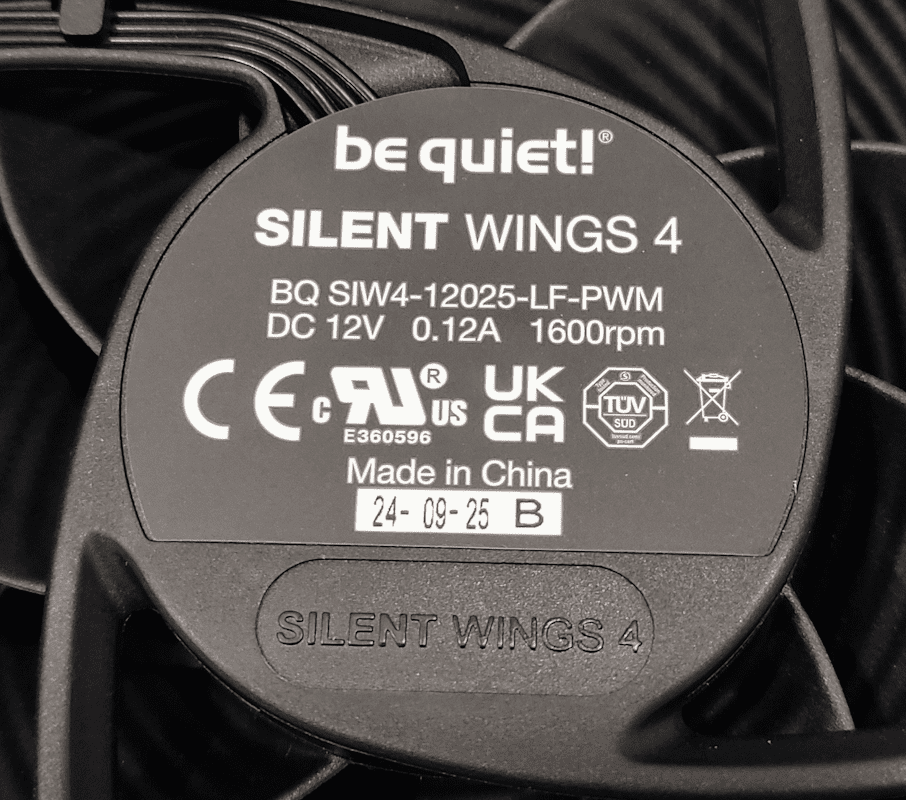 be quiet!®
SILENT WINGS 4
BQ SIW4-12025-LF-PWM
DC 12V 0.12A 1600rpm
CE c RU® US UK CA TÜV SÜD
E360596
Made in China
24- 09- 25 B
SILENT WINGS 4